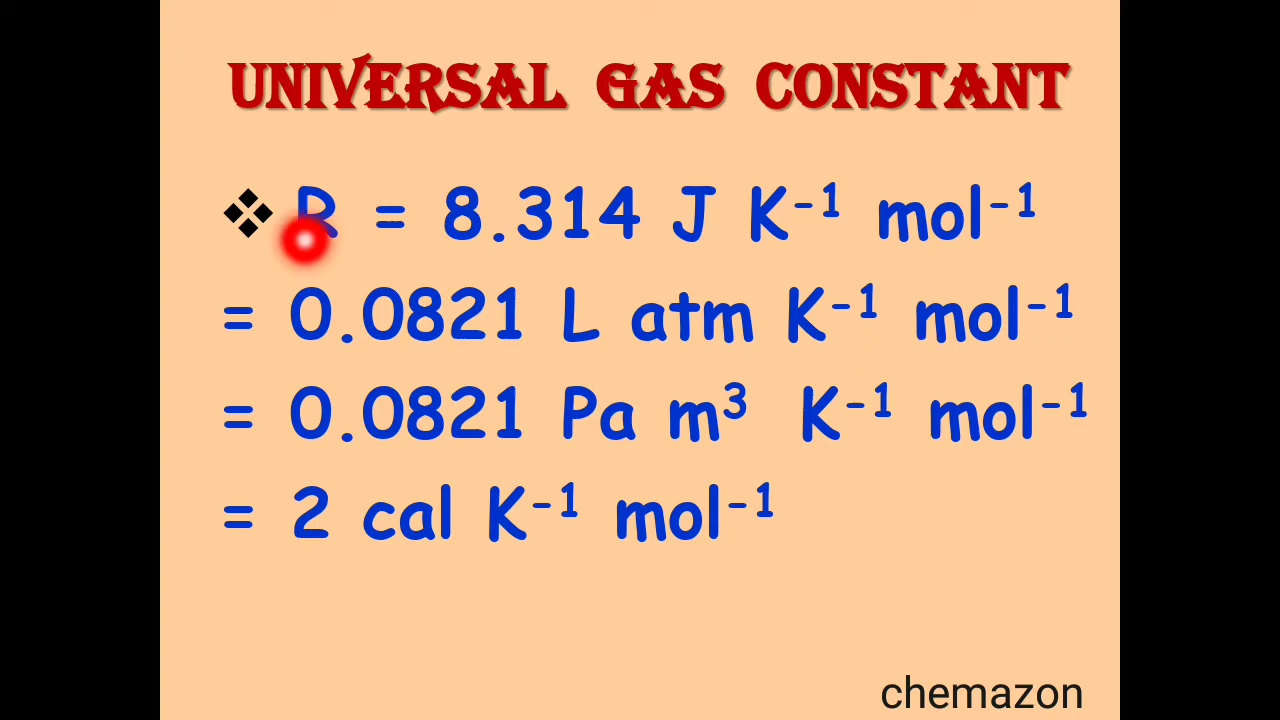 UNIVERSAL GAS CONSTANT
❖ R = 8.314 J K⁻¹ mol⁻¹
= 0.0821 L atm K⁻¹ mol⁻¹
= 0.0821 Pa m³ K⁻¹ mol⁻¹
= 2 cal K⁻¹ mol⁻¹
chemazon